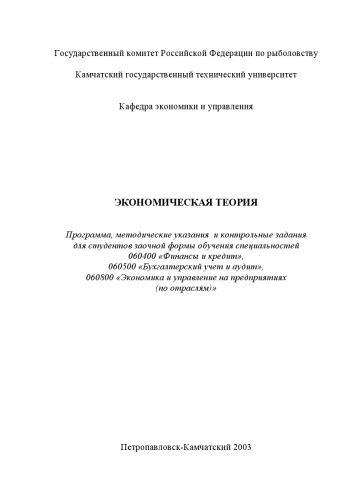 Государственный комитет Российской Федерации по рыболовству
Камчатский государственный технический университет
Кафедра экономики и управления
ЭКОНОМИЧЕСКАЯ ТЕОРИЯ
Программа, методические указания и контрольные задания
для студентов заочной формы обучения специальностей
060400 «Финансы и кредит»,
060500 «Бухгалтерский учет и аудит»,
060800 «Экономика и управление на предприятиях
(по отраслям)»
Петропавловск-Камчатский 2003